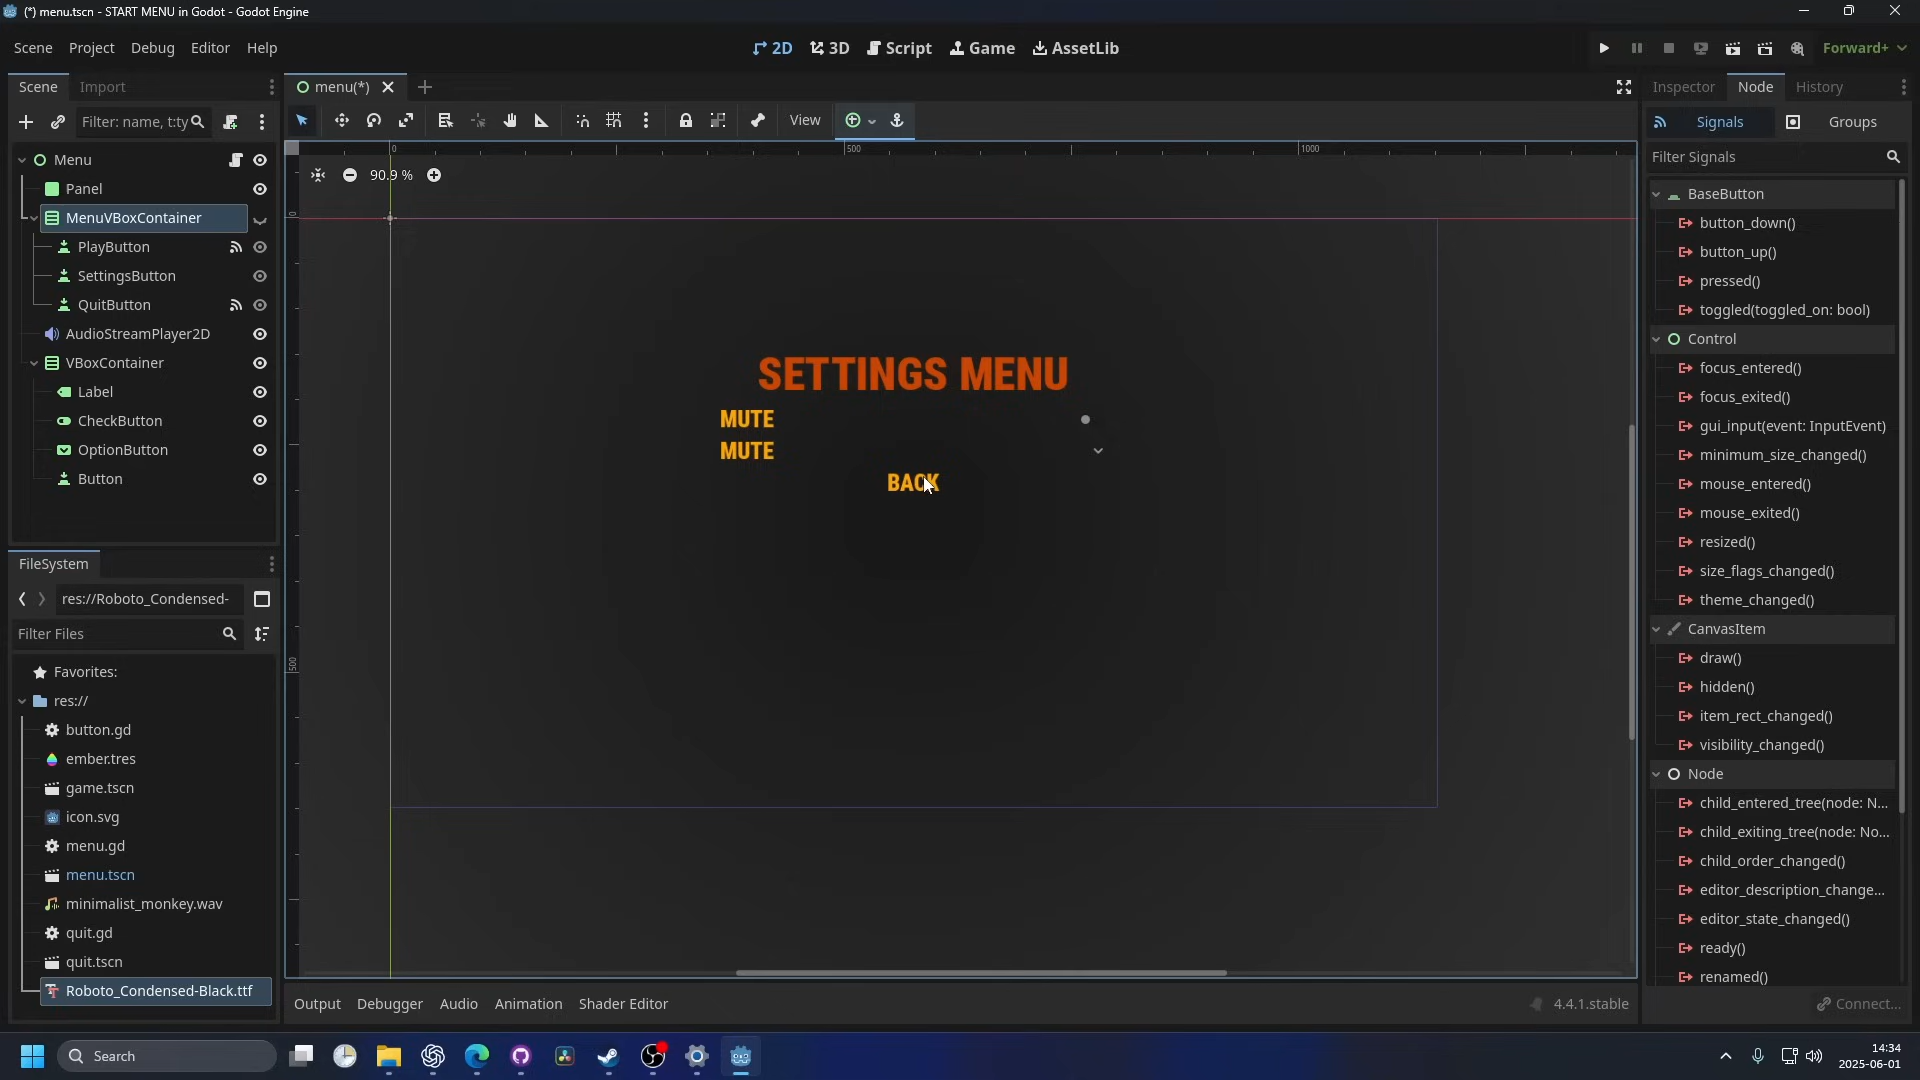 (*) menu.tscn - START MENU in Godot - Godot Engine
Scene Project Debug Editor Help
2D 3D Script Game AssetLib
Forward+
Scene Import
menu(*)
Inspector Node History
Filter: name, t:ty
View
Signals Groups
Filter Signals
0 500 1000
90.9 %
0
500
Menu
Panel
MenuVBoxContainer
PlayButton
SettingsButton
QuitButton
AudioStreamPlayer2D
VBoxContainer
Label
CheckButton
OptionButton
Button
SETTINGS MENU
MUTE
MUTE
BACK
BaseButton
button_down()
button_up()
pressed()
toggled(toggled_on: bool)
Control
focus_entered()
focus_exited()
gui_input(event: InputEvent)
minimum_size_changed()
mouse_entered()
mouse_exited()
resized()
size_flags_changed()
theme_changed()
CanvasItem
draw()
hidden()
item_rect_changed()
visibility_changed()
Node
child_entered_tree(node: N...
child_exiting_tree(node: No...
child_order_changed()
editor_description_change...
editor_state_changed()
ready()
renamed()
Connect...
FileSystem
res://Roboto_Condensed-
Filter Files
Favorites:
res://
button.gd
ember.tres
game.tscn
icon.svg
menu.gd
menu.tscn
minimalist_monkey.wav
quit.gd
quit.tscn
Roboto_Condensed-Black.ttf
Output Debugger Audio Animation Shader Editor
4.4.1.stable
Search
14:34
2025-06-01